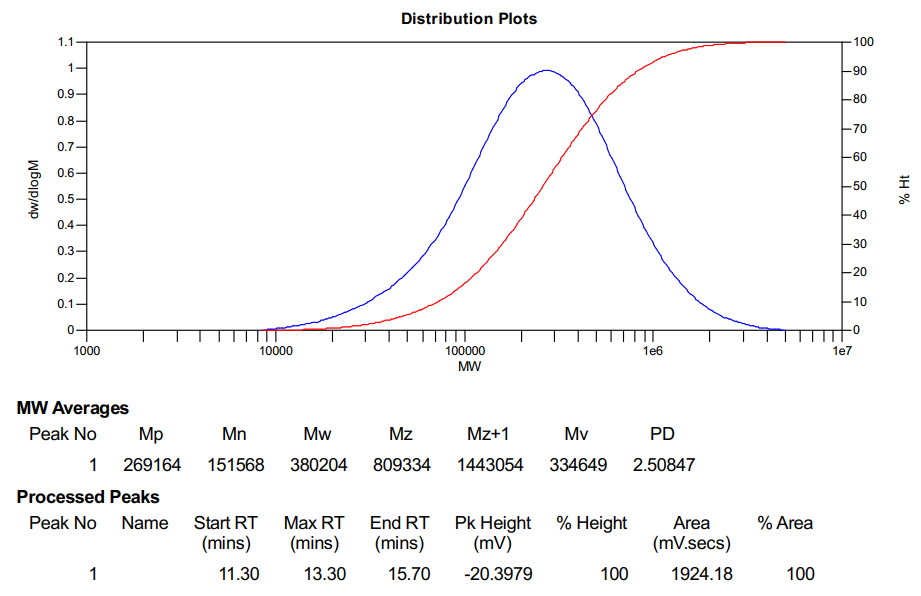 Distribution Plots
1.1
1
0.9
0.8
0.7
0.6
0.5
0.4
0.3
0.2
0.1
0
dw/dlogM
100
90
80
70
60
50
40
30
20
10
0
% Ht
1000 10000 100000 1e6 1e7
MW
MW Averages
Peak No Mp Mn Mw Mz Mz+1 Mv PD
1 269164 151568 380204 809334 1443054 334649 2.50847
Processed Peaks
Peak No Name Start RT Max RT End RT Pk Height % Height Area % Area
(mins) (mins) (mins) (mV) (mV.secs)
1 11.30 13.30 15.70 -20.3979 100 1924.18 100